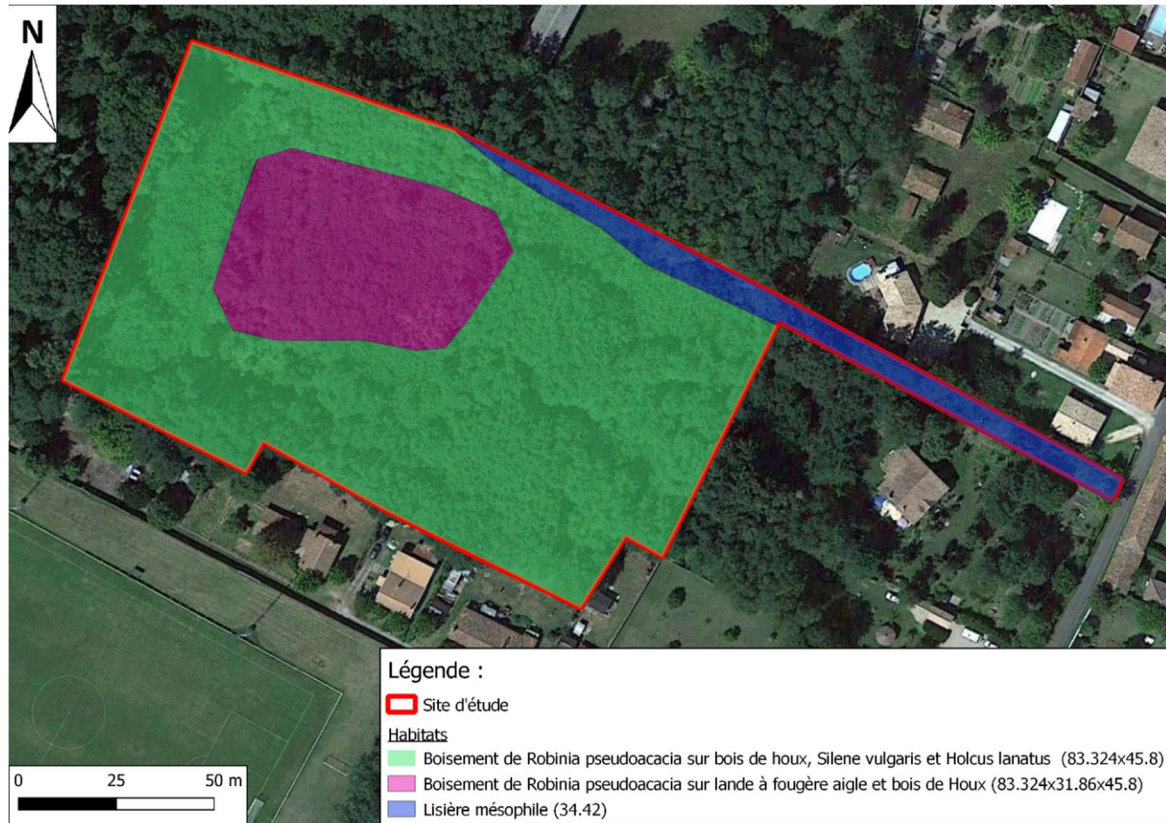 N
Légende :
Site d'étude
Habitats
Boisement de Robinia pseudoacacia sur bois de houx, Silene vulgaris et Holcus lanatus (83.324x45.8)
Boisement de Robinia pseudoacacia sur lande à fougère aigle et bois de Houx (83.324x31.86x45.8)
Lisière mésophile (34.42)
0 25 50 m